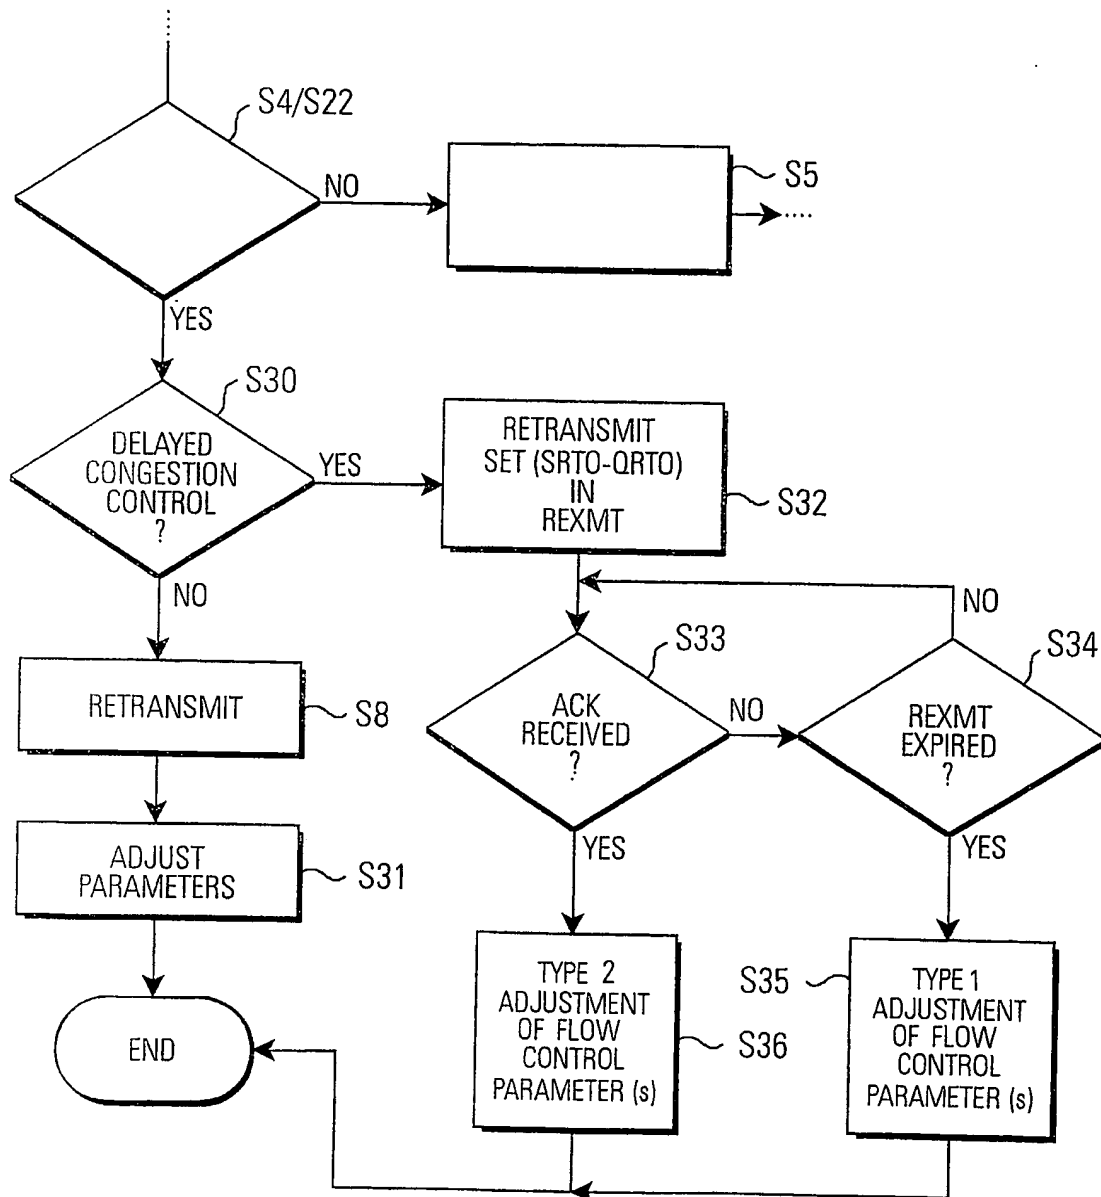 S4/S22
NO
S5
YES
S30
DELAYED
CONGESTION
CONTROL
?
YES
RETRANSMIT
SET (SRTO-QRTO)
IN
REXMT
S32
NO
NO
RETRANSMIT
S8
S33
ACK
RECEIVED
?
NO
S34
REXMT
EXPIRED
?
YES
YES
ADJUST
PARAMETERS
S31
TYPE 2
ADJUSTMENT
OF FLOW
CONTROL
PARAMETER (s)
S36
S35
TYPE 1
ADJUSTMENT
OF FLOW
CONTROL
PARAMETER (s)
END